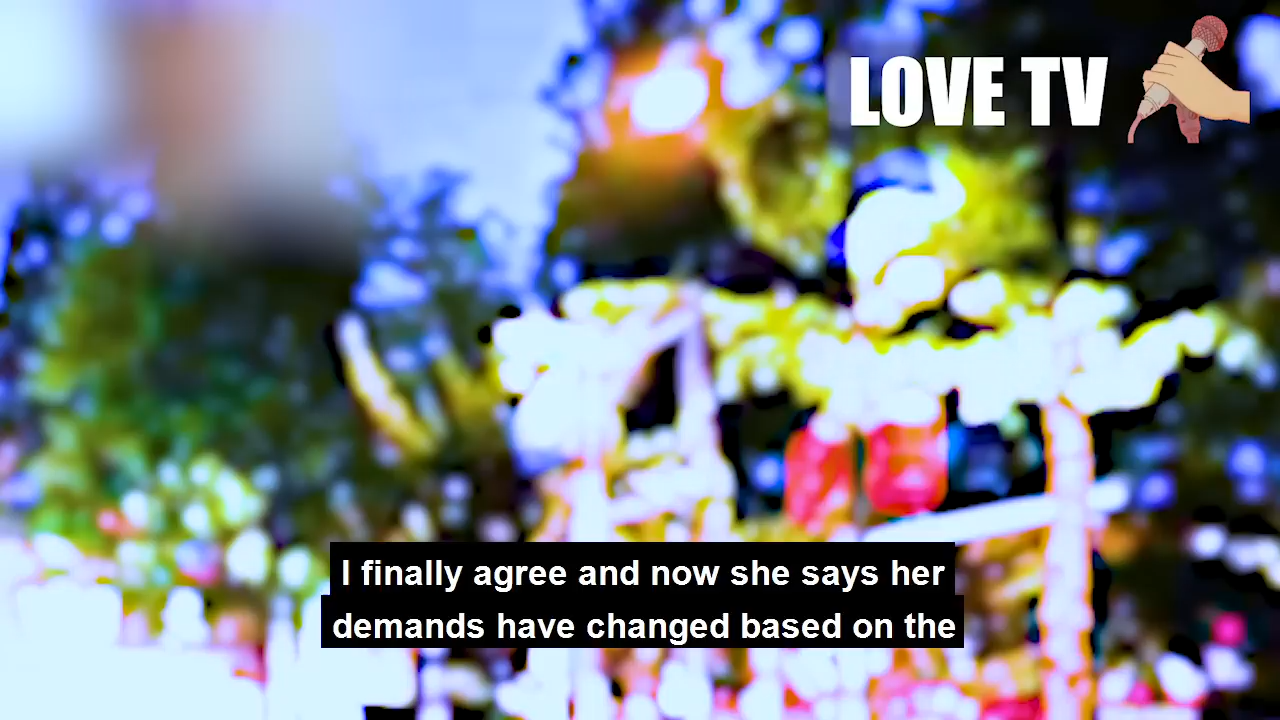 LOVE TV
I finally agree and now she says her
demands have changed based on the